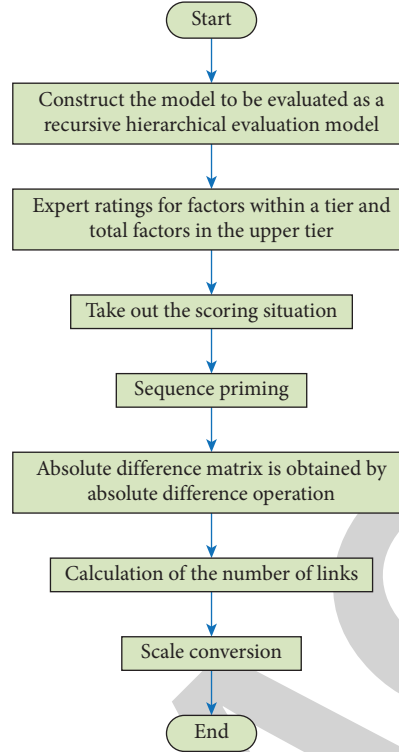 Start
Construct the model to be evaluated as a
recursive hierarchical evaluation model
Expert ratings for factors within a tier and
total factors in the upper tier
Take out the scoring situation
Sequence priming
Absolute difference matrix is obtained by
absolute difference operation
Calculation of the number of links
Scale conversion
End